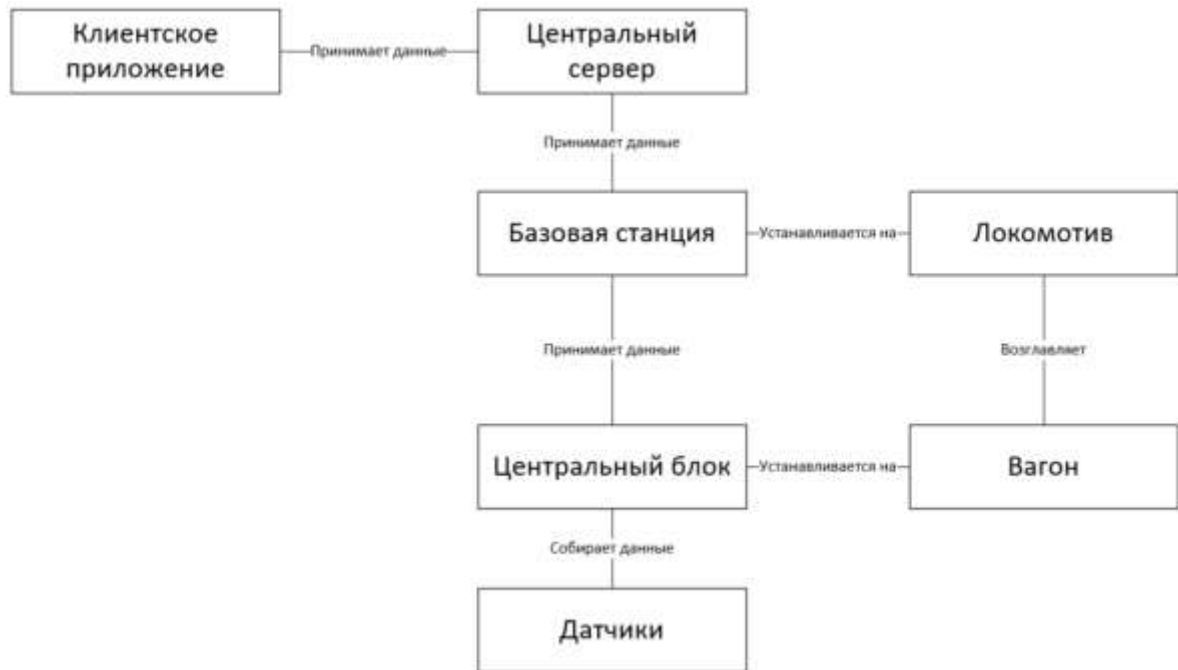 Клиентское
приложение
Принимает данные
Центральный
сервер
Принимает данные
Базовая станция
Устанавливается на
Локомотив
Принимает данные
Возглавляет
Центральный блок
Устанавливается на
Вагон
Собирает данные
Датчики